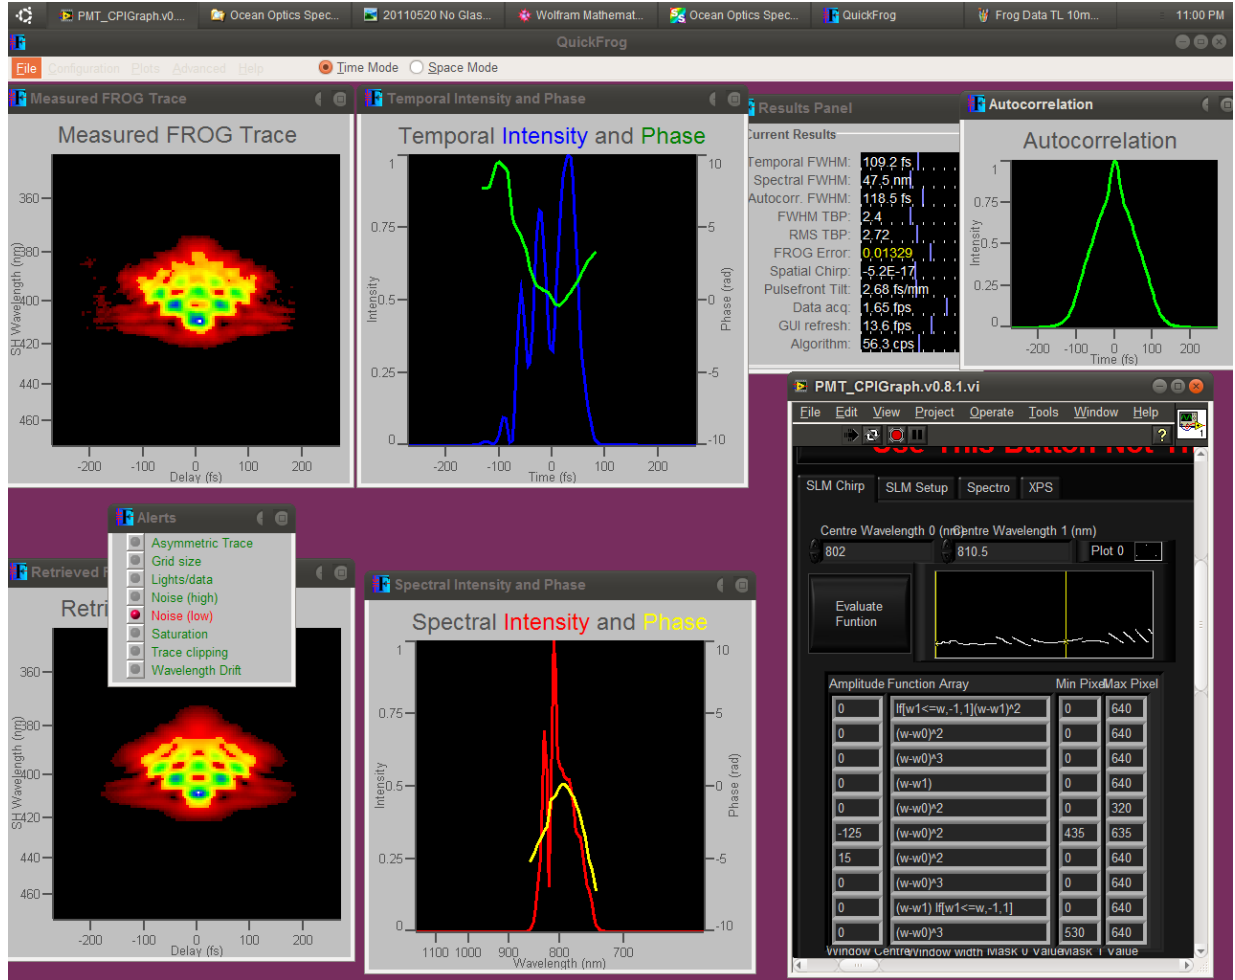 PMT_CPIGraph.v0.... Ocean Optics Spec... 20110520 No Glas... Wolfram Mathemat... Ocean Optics Spec... QuickFrog Frog Data TL 10m... 11:00 PM
QuickFrog
File Configuration Plots Advanced Help Time Mode Space Mode
Measured FROG Trace
Measured FROG Trace
360
380
400
420
440
460
SH Wavelength (nm)
-200 -100 0 100 200
Delay (fs)
Temporal Intensity and Phase
Temporal Intensity and Phase
1 10
0.75 5
0.5 0
0.25 -5
0 -10
Intensity
Phase (rad)
-200 -100 0 100 200
Time (fs)
Results Panel
Current Results
Temporal FWHM: 109.2 fs
Spectral FWHM: 47.5 nm
Autocorr. FWHM: 118.5 fs
FWHM TBP: 2.4
RMS TBP: 2.72
FROG Error: 0.01329
Spatial Chirp: -5.2E-17
Pulsefront Tilt: 2.68 fs/mm
Data acq: 1.65 fps
GUI refresh: 13.6 fps
Algorithm: 56.3 cps
Autocorrelation
Autocorrelation
1
0.75
0.5
0.25
0
Intensity
-200 -100 0 100 200
Time (fs)
Alerts
Asymmetric Trace
Grid size
Lights/data
Noise (high)
Noise (low)
Saturation
Trace clipping
Wavelength Drift
Retrieved F
Retri
360
380
400
420
440
460
SH Wavelength (nm)
-200 -100 0 100 200
Delay (fs)
Spectral Intensity and Phase
Spectral Intensity and Phase
1 10
0.75 5
0.5 0
0.25 -5
0 -10
Intensity
Phase (rad)
1100 1000 900 800 700
Wavelength (nm)
PMT_CPIGraph.v0.8.1.vi
File Edit View Project Operate Tools Window Help
? 1
Use This Button Not Th
SLM Chirp SLM Setup Spectro XPS
Centre Wavelength 0 (nm) Centre Wavelength 1 (nm)
802 810.5 Plot 0
Evaluate
Funtion
Amplitude Function Array Min Pixel Max Pixel
0 If[w1<=w,-1,1](w-w1)^2 0 640
0 (w-w0)^2 0 640
0 (w-w0)^3 0 640
0 (w-w1) 0 640
0 (w-w0)^2 0 320
-125 (w-w0)^2 435 635
15 (w-w0)^2 0 640
0 (w-w0)^3 0 640
0 (w-w1) If[w1<=w,-1,1] 0 640
0 (w-w0)^3 530 640
Window Centre Window width Mask 0 Value Mask 1 Value